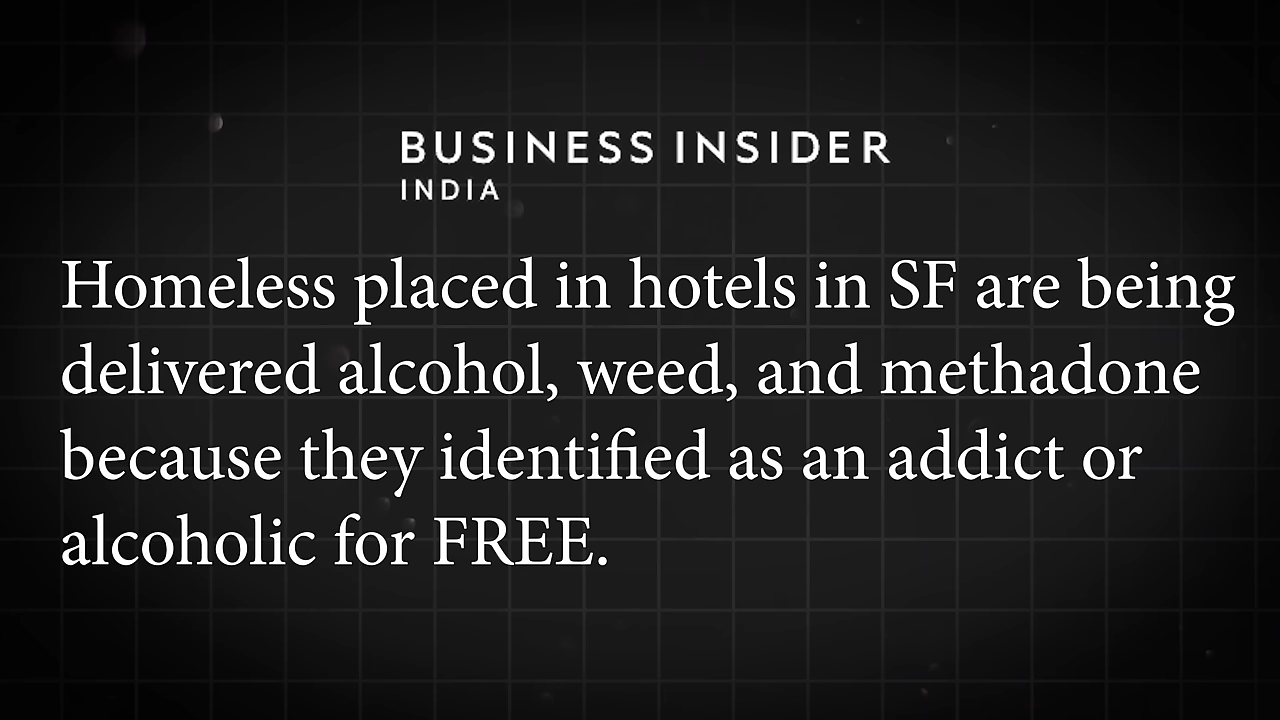 BUSINESS INSIDER
INDIA
Homeless placed in hotels in SF are being
delivered alcohol, weed, and methadone
because they identified as an addict or
alcoholic for FREE.